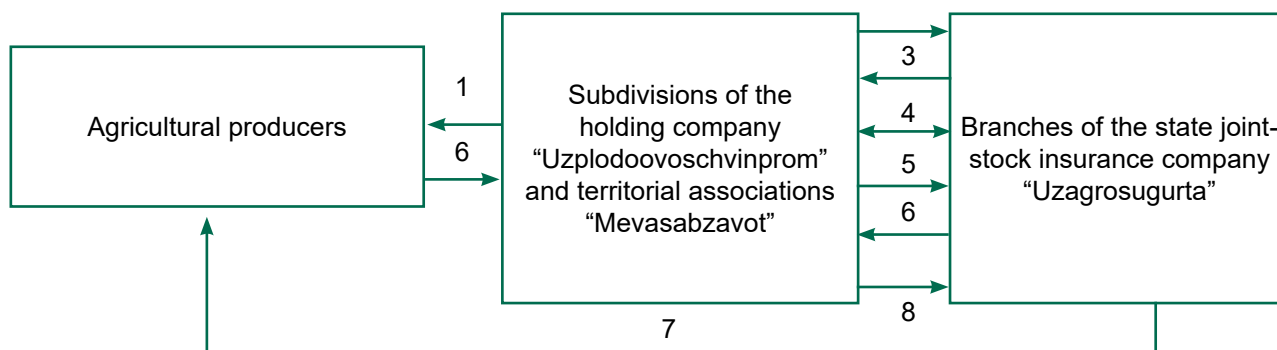 Agricultural producers
1
6
Subdivisions of the
holding company
“Uzplodoovoschvinprom”
and territorial associations
“Mevasabzavot”
3
4
5
6
8
Branches of the state joint-
stock insurance company
“Uzagrosugurta”
7